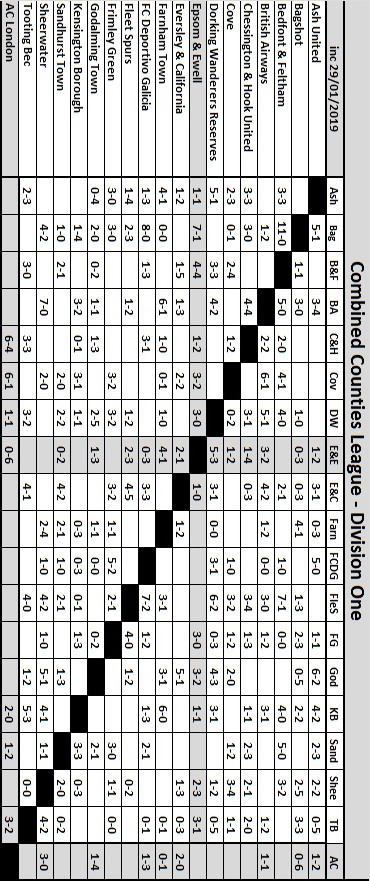 Combined Counties League - Division One
inc 29/01/2019 Ash Bag B&F BA C&H Cov DW E&E E&C Farn FCDG FleS FG God KB Sand Shee TB AC
Ash United 5-1 3-4 1-2 3-1 0-3 5-0 1-1 6-2 4-2 2-3 2-2 0-5 1-2
Bagshot 1-1 3-0 1-0 0-3 0-3 4-1 1-3 2-3 0-5 2-2 2-5 3-3 0-6
Bedfont & Feltham 3-3 11-0 5-0 2-0 4-1 4-0 2-1 1-0 7-1 0-0 4-0 5-0 3-2
British Airways 1-2 2-2 6-1 5-1 3-2 4-2 1-2 3-0 1-2 3-1 1-2 1-1
Chessington & Hook United 3-3 3-0 4-4 3-1 1-4 0-3 3-4 1-3 1-1 2-3 2-1
Cove 2-3 0-1 2-4 1-2 0-2 1-2 1-0 3-2 1-2 2-0 1-2 3-4 1-1
Dorking Wanderers Reserves 5-1 3-3 4-2 5-3 3-1 0-0 3-1 6-2 0-3 4-3 3-1 1-2 0-5
Epsom & Ewell 1-1 7-1 4-4 1-2 3-2 3-0 1-0 3-0 3-2 1-1 2-3 3-1
Eversley & California 1-2 1-5 1-3 2-2 2-1 1-2 5-1 1-3 0-3 2-0
Farnham Town 4-1 0-0 6-1 1-0 0-1 1-0 4-1 3-1 3-1 6-0 0-1 0-1
FC Deportivo Galicia 1-3 8-0 1-3 3-1 0-3 3-3 7-2 1-2 1-3 2-1 0-1 1-3
Fleet Spurs 1-4 2-3 1-2 1-2 2-3 4-5 4-0 1-2 0-2
Frimley Green 3-0 3-0 3-2 3-2 3-2 1-1 5-2 2-1 3-0 1-1 0-0
Godalming Town 0-4 2-0 0-2 1-1 1-3 2-5 1-3 1-1 0-0 0-2 2-1 1-4
Kensington Borough 1-4 3-2 0-1 3-1 1-1 0-3 0-3 0-1 1-3 3-3 0-3
Sandhurst Town 1-0 2-1 2-0 2-2 0-2 4-2 2-1 1-0 2-1 1-3 2-0 0-2
Sheerwater 4-2 7-0 2-0 2-4 1-0 4-2 1-0 5-1 4-1 1-1 4-2 3-0
Tooting Bec 2-3 3-0 3-3 3-2 4-1 4-0 1-2 5-3 0-0
AC London 6-4 6-1 1-1 0-6 2-0 1-2 3-2